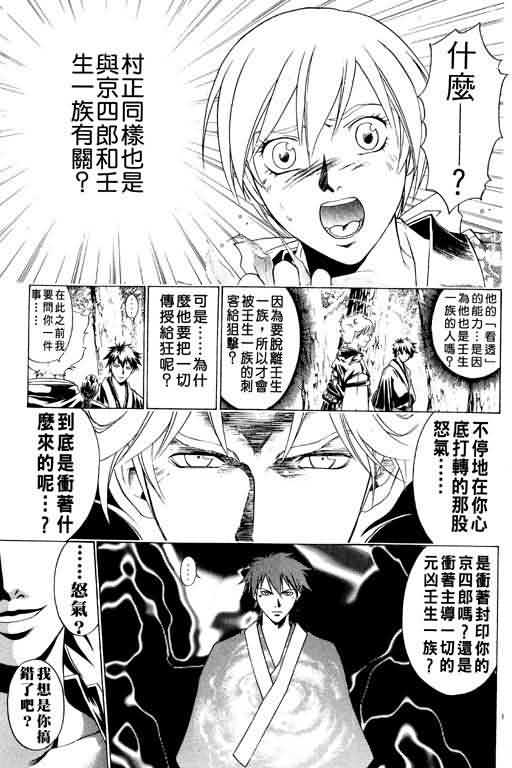 什麼——？
村正同樣也是
與京四郎和壬
生一族有關？
他的「看透」
的能力…是因
為他也是壬生
一族的人嗎？
因為要脫離壬生
一族，所以才會
被壬生一族的刺
客給狙擊？
可是……為什
麼他要把一切
傳授給狂呢？
在此之前我
要問你一件
事……
不停地在你心
底打轉的那股
怒氣……
到底是衝著什
麼來的呢…？
是衝著封印你的
京四郎嗎？還是
衝著主導一切的
元凶壬生一族？
……
……怒氣？
我想是你搞
錯了吧？